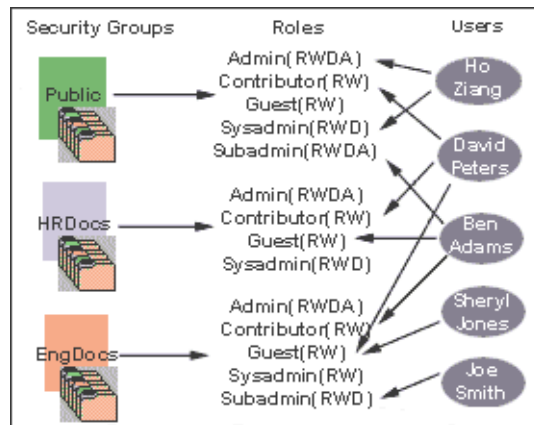 Security Groups
Roles
Users
Public
Admin(RWDA)
Contributor(RW)
Guest(RW)
Sysadmin(RWD)
Subadmin(RWDA)
HRDocs
Admin(RWDA)
Contributor(RW)
Guest(RW)
Sysadmin(RWD)
EngDocs
Admin(RWDA)
Contributor(RW)
Guest(RW)
Sysadmin(RW)
Subadmin(RWD)
Ho
Ziang
David
Peters
Ben
Adams
Sheryl
Jones
Joe
Smith